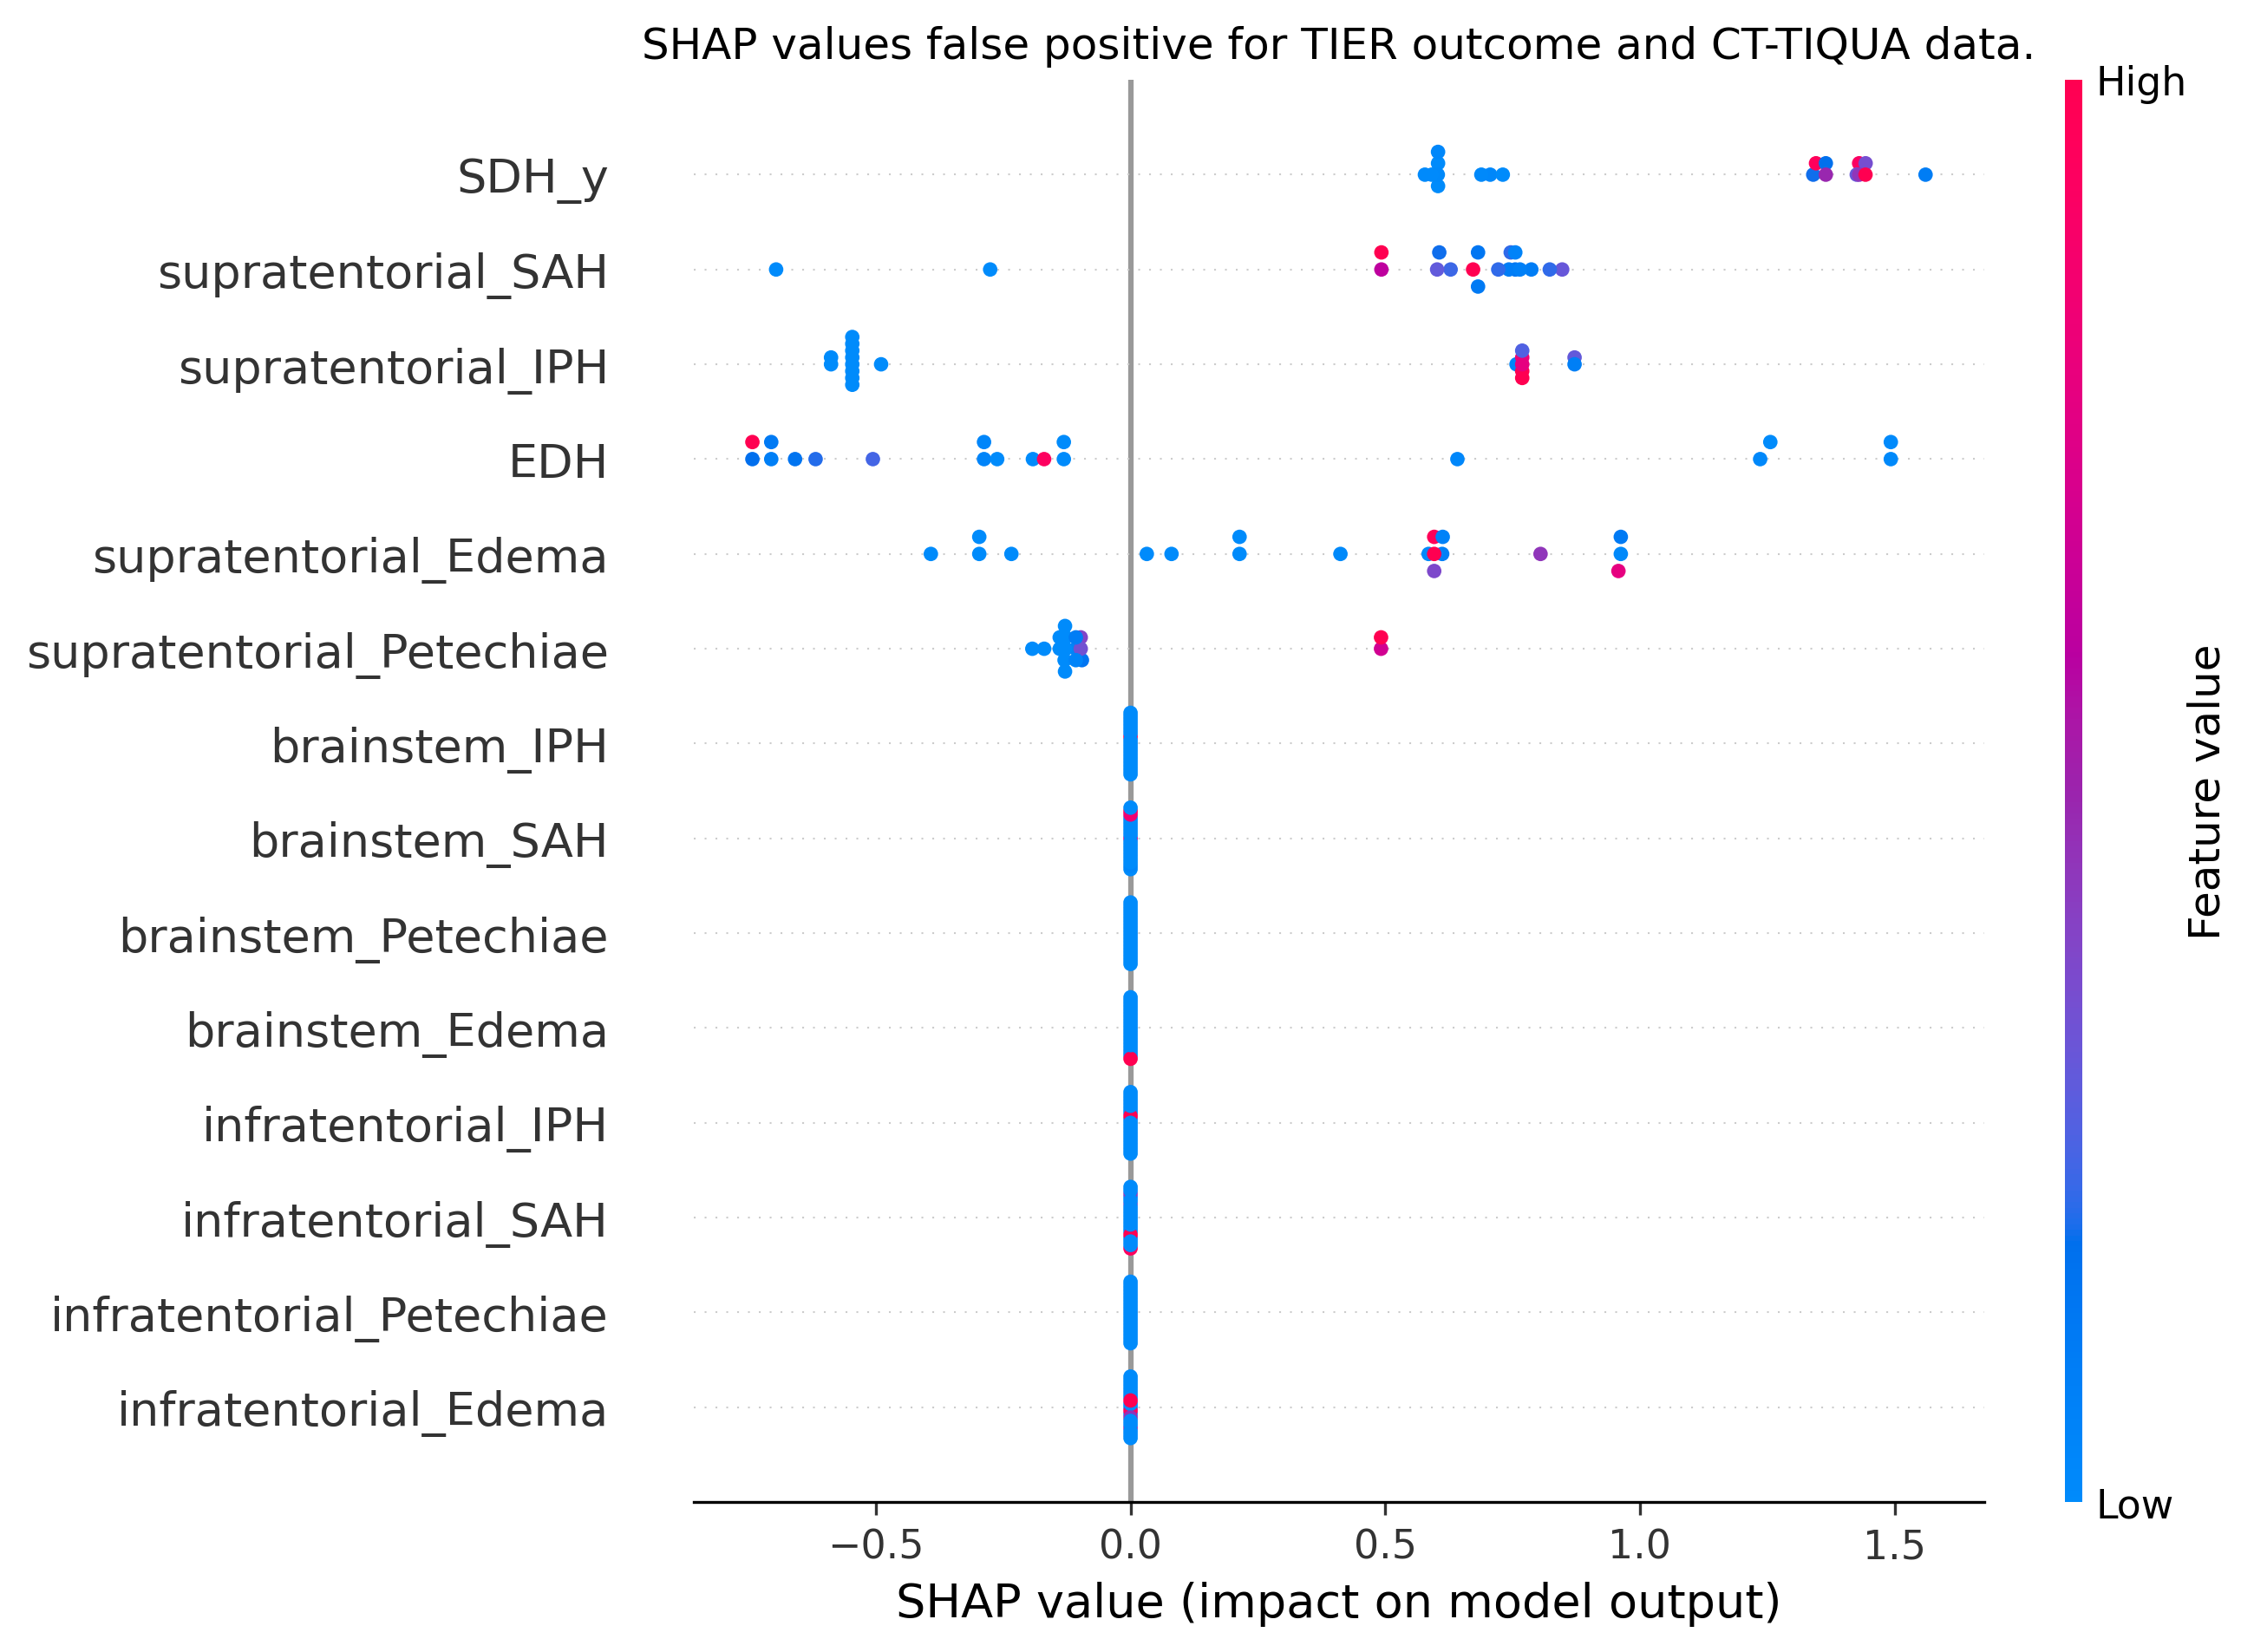 SHAP values false positive for TIER outcome and CT-TIQUA data.
High
SDH_y
supratentorial_SAH
supratentorial_IPH
EDH
supratentorial_Edema
supratentorial_Petechiae
brainstem_IPH
brainstem_SAH
brainstem_Petechiae
brainstem_Edema
infratentorial_IPH
infratentorial_SAH
infratentorial_Petechiae
infratentorial_Edema
Feature value
Low
−0.5 0.0 0.5 1.0 1.5
SHAP value (impact on model output)